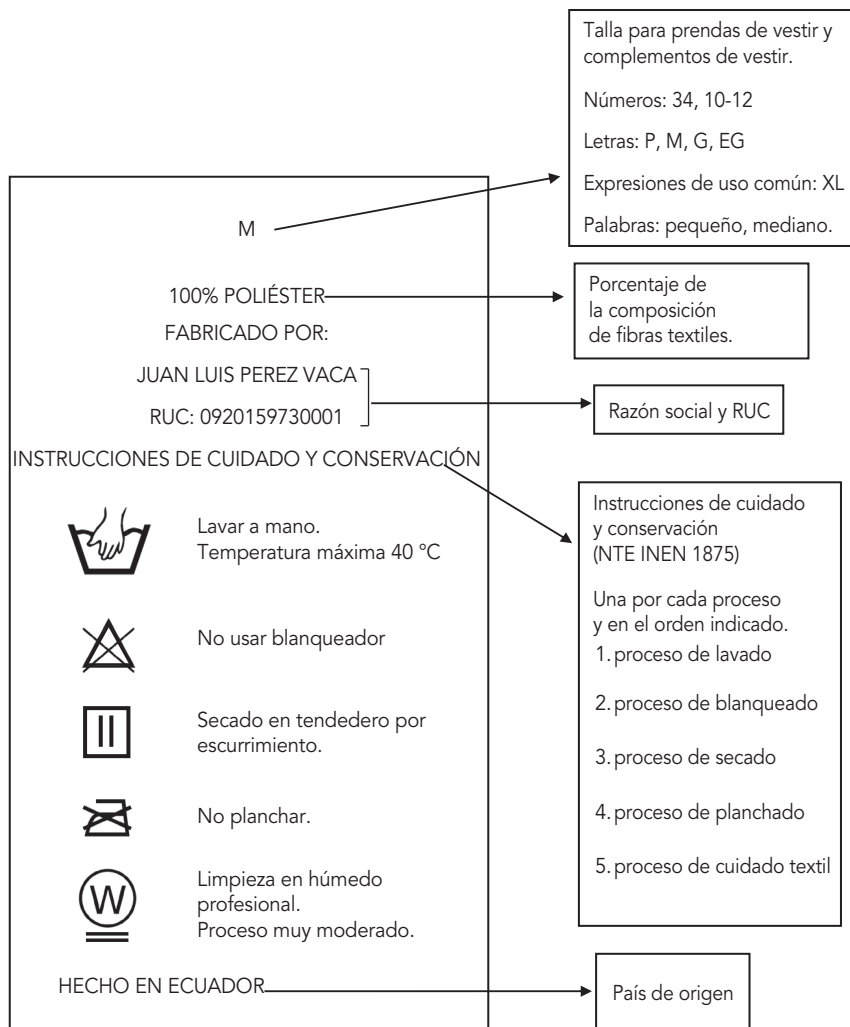 Talla para prendas de vestir y
complementos de vestir.
Números: 34, 10-12
Letras: P, M, G, EG
Expresiones de uso común: XL
Palabras: pequeño, mediano.
M
100% POLIÉSTER
Porcentaje de
la composición
de fibras textiles.
FABRICADO POR:
JUAN LUIS PEREZ VACA
RUC: 0920159730001
Razón social y RUC
INSTRUCCIONES DE CUIDADO Y CONSERVACIÓN
Lavar a mano.
Temperatura máxima 40 °C
No usar blanqueador
Secado en tendedero por
escurrimiento.
No planchar.
W
Limpieza en húmedo
profesional.
Proceso muy moderado.
Instrucciones de cuidado
y conservación
(NTE INEN 1875)
Una por cada proceso
y en el orden indicado.
1. proceso de lavado
2. proceso de blanqueado
3. proceso de secado
4. proceso de planchado
5. proceso de cuidado textil
HECHO EN ECUADOR
País de origen